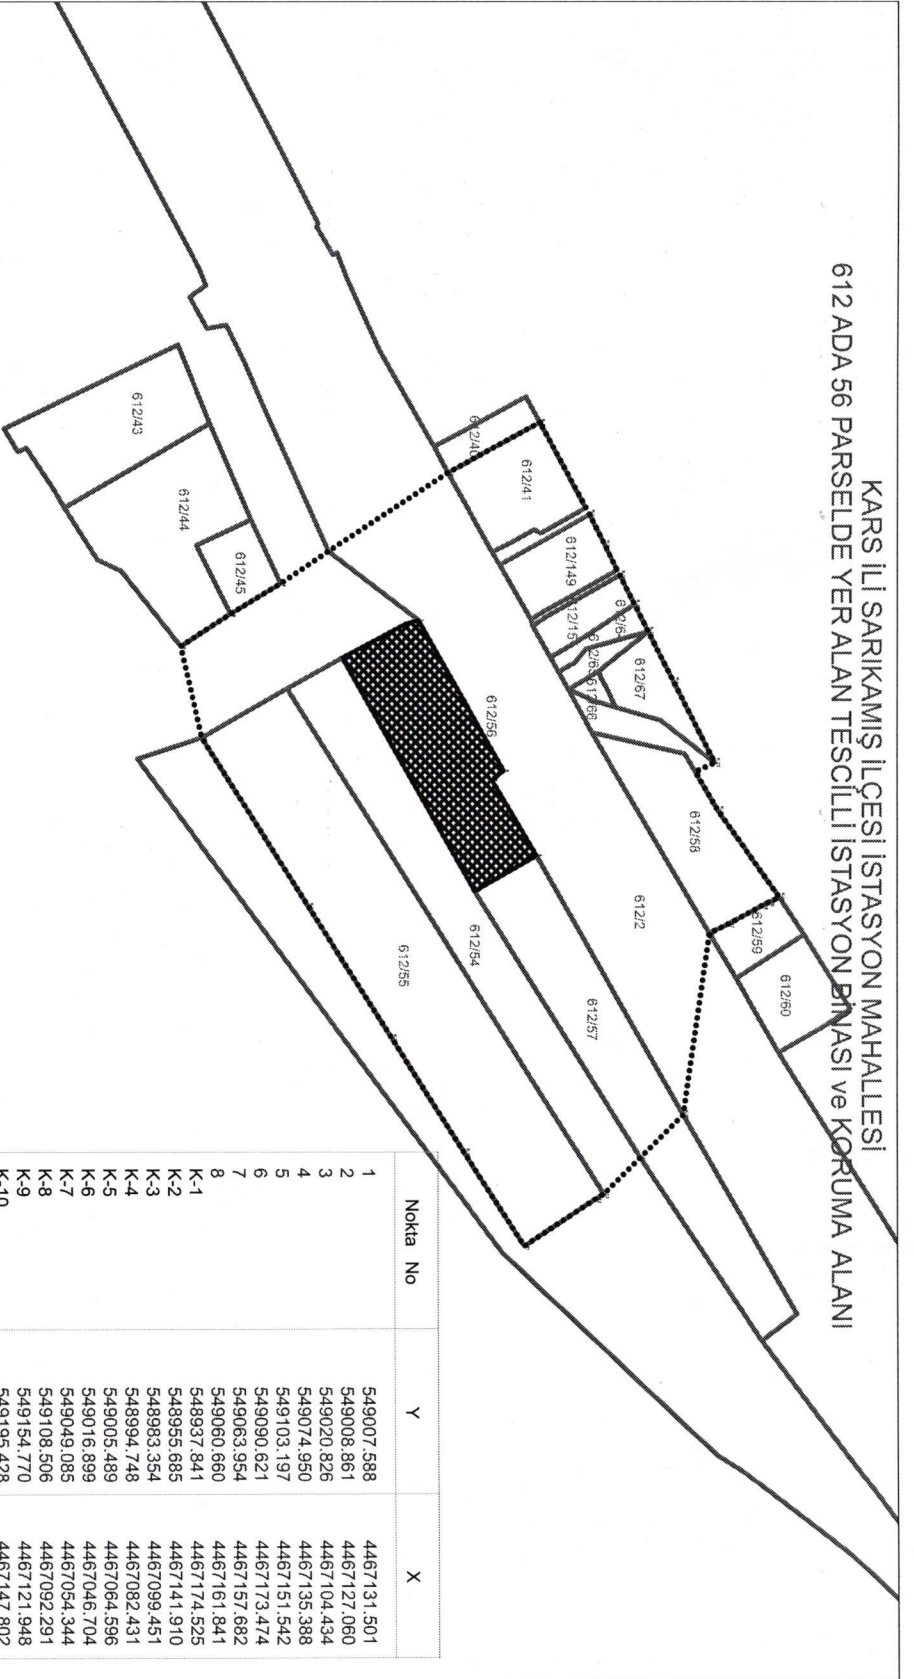 KARS İLİ SARIKAMIŞ İLÇESİ İSTASYON MAHALLESİ
612 ADA 56 PARSELDE YER ALAN TESCİLLİ İSTASYON BİNASI ve KORUMA ALANI
612/43
612/44
612/45
612/40
612/41
612/149
612/67
612/66
612/58
612/59
612/60
612/56
612/2
612/54
612/55
612/57
Nokta No Y X
1 549007.588 4467131.501
2 549008.861 4467127.060
3 549020.826 4467104.434
4 549074.950 4467135.388
5 549103.197 4467151.542
6 549090.621 4467173.474
7 549063.954 4467157.682
8 549060.660 4467161.841
K-1 548937.841 4467174.525
K-2 548955.685 4467141.910
K-3 548983.354 4467099.451
K-4 548994.748 4467082.431
K-5 549005.489 4467064.596
K-6 549016.899 4467046.704
K-7 549049.085 4467054.344
K-8 549108.506 4467092.291
K-9 549154.770 4467121.948
K-10 549195.428 4467147.802